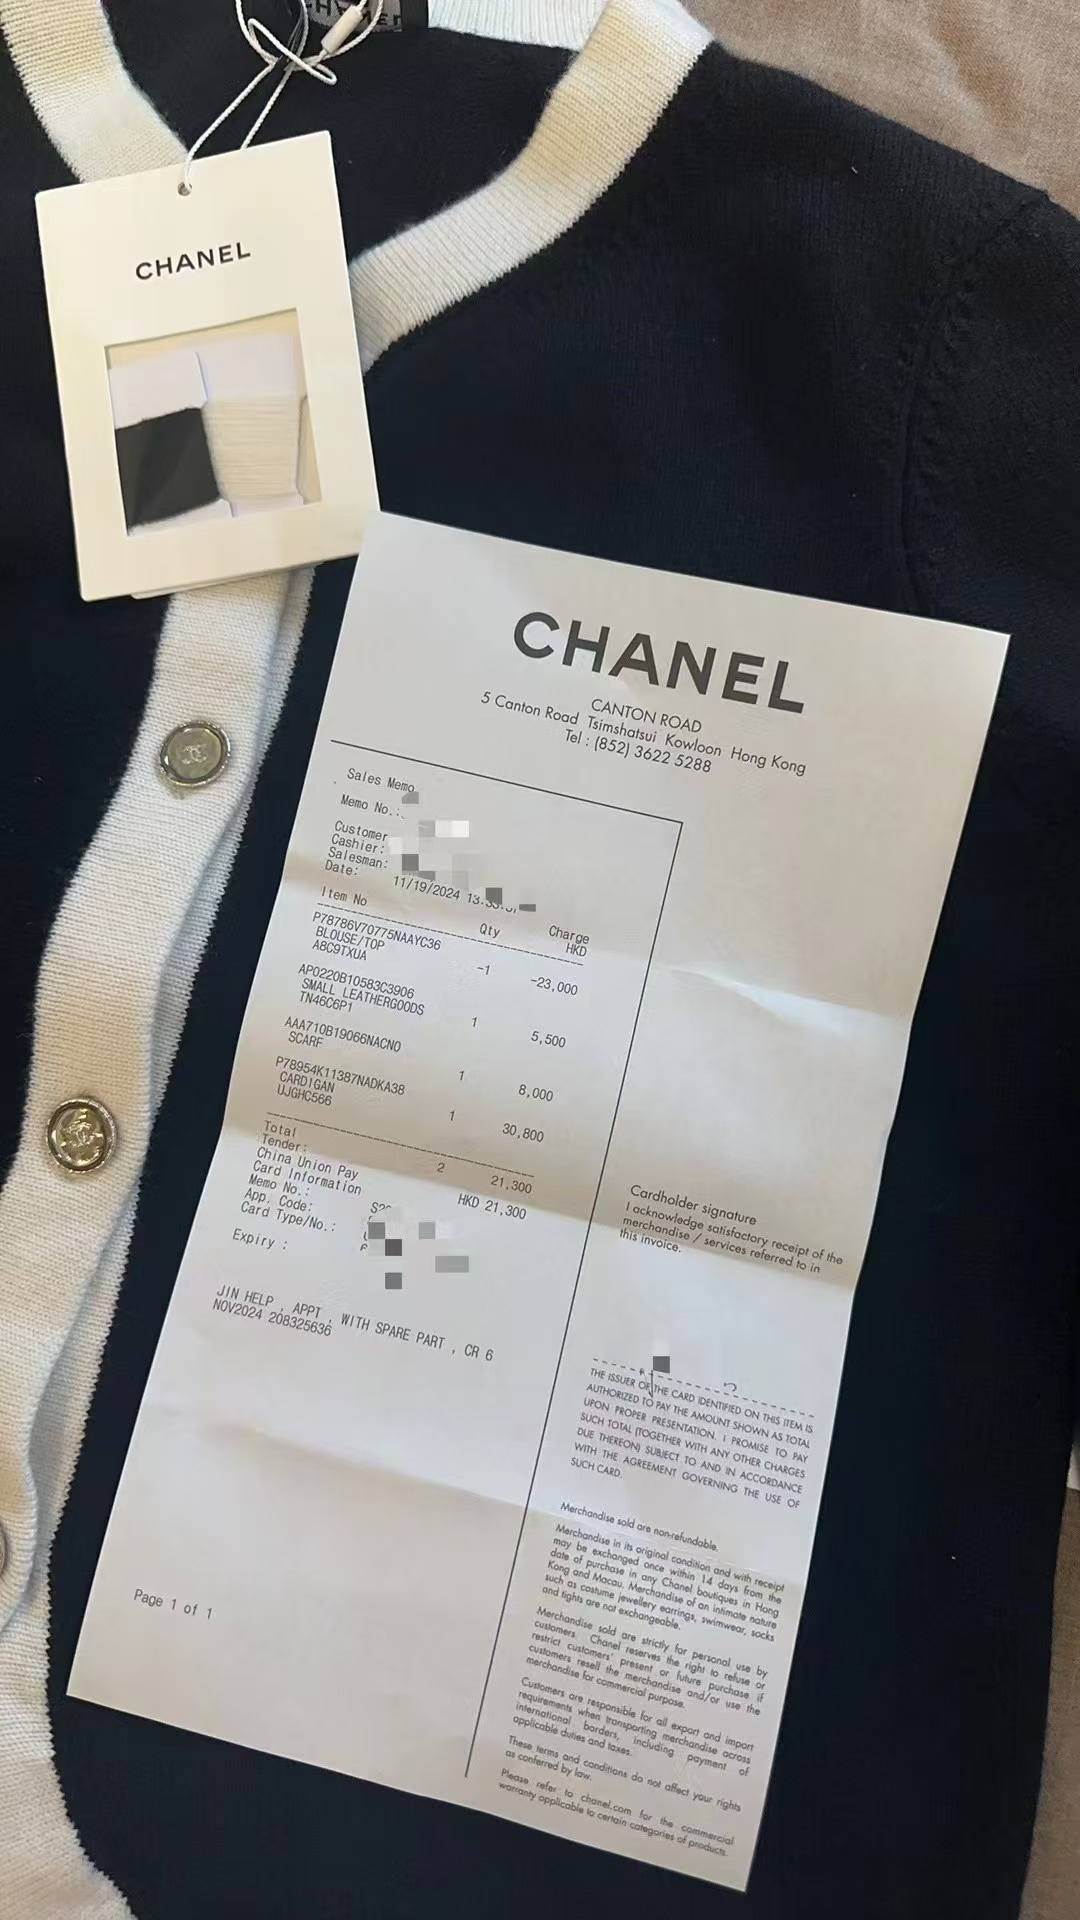 CHANEL
CHANEL
CANTON ROAD
5 Canton Road Tsimshatsui Kowloon Hong Kong
Tel : (852) 3622 5288
Sales Memo
Memo No.:
Customer
Cashier:
Salesman:
Date: 11/19/2024
Item No Qty Charge
HKD
P78786V70775NAAYC36
BLOUSE/TOP -1 -23,000
A8C9TXUA
AP0220B10583C3906
SMALL LEATHERGOODS 1 5,500
TN46C6P1
AAA710B19066NACNO
SCARF 1 8,000
P78954K11387NADKA38
CARDIGAN 1 30,800
UJGHC566
Total 2 21,300
Tender:
China Union Pay HKD 21,300
Card Information
Memo No.:
App. Code:
Card Type/No.:
Expiry :
JIN HELP , APPT , WITH SPARE PART , CR 6
NOV2024 208325636
Page 1 of 1
Cardholder signature
I acknowledge satisfactory receipt of the
merchandise / services referred to in
this invoice.
THE ISSUER OF THE CARD IDENTIFIED ON THIS ITEM IS
AUTHORIZED TO PAY THE AMOUNT SHOWN AS TOTAL
UPON PROPER PRESENTATION. I PROMISE TO PAY
SUCH TOTAL (TOGETHER WITH ANY OTHER CHARGES
DUE THEREON) SUBJECT TO AND IN ACCORDANCE
WITH THE AGREEMENT GOVERNING THE USE OF
SUCH CARD.
Merchandise sold are non-refundable.
Merchandise in its original condition and with receipt
may be exchanged once within 14 days from the
date of purchase in any Chanel boutiques in Hong
Kong and Macau. Merchandise of an intimate nature
such as costume jewellery earrings, swimwear, socks
and tights are not exchangeable.
Merchandise sold are strictly for personal use by
customers. Chanel reserves the right to refuse or
restrict customers' present or future purchase if
customers resell the merchandise and/or use the
merchandise for commercial purpose.
Customers are responsible for all export and import
requirements when transporting merchandise across
international borders, including payment of
applicable duties and taxes.
These terms and conditions do not affect your rights
as conferred by law.
Please refer to chanel.com for the commercial
warranty applicable to certain categories of products.